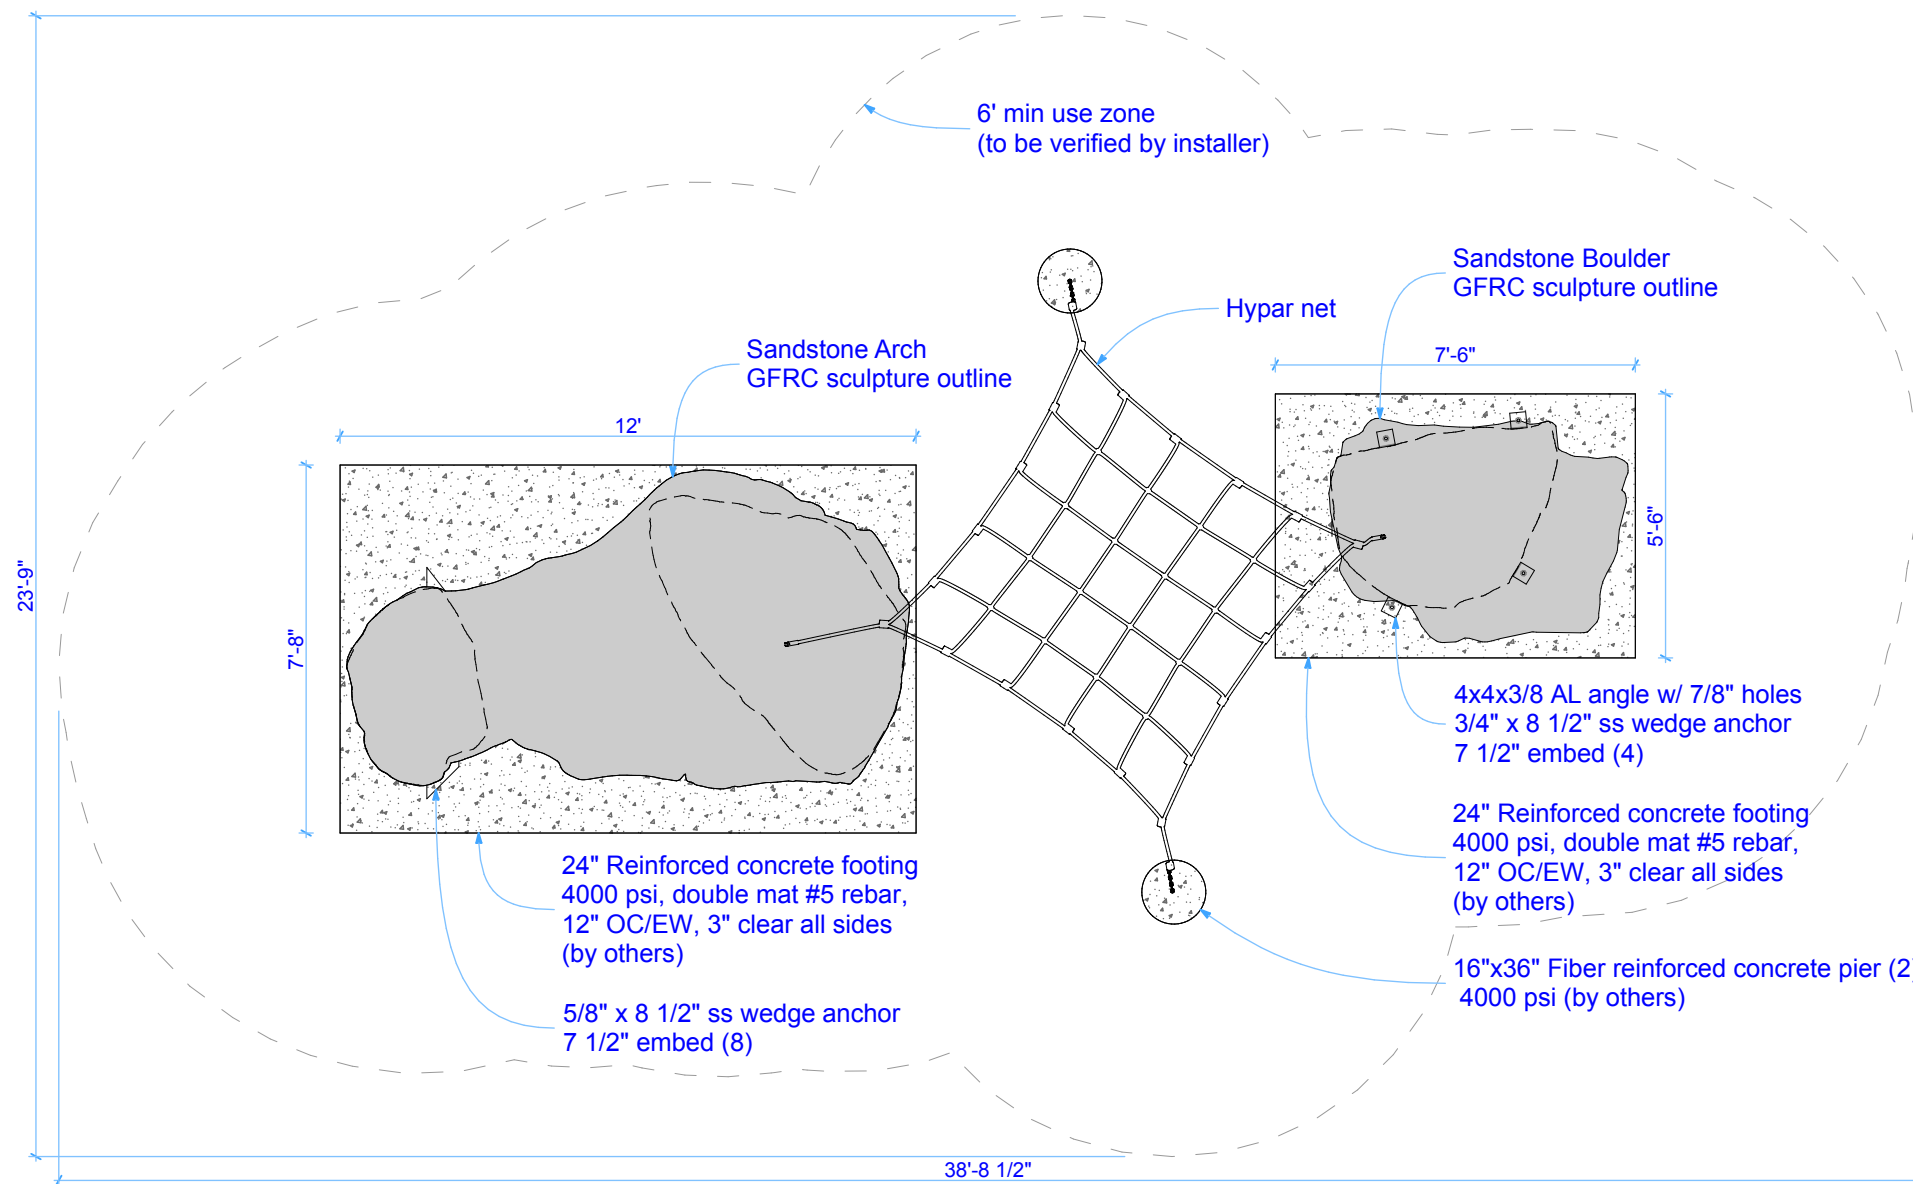 6' min use zone
(to be verified by installer)
Sandstone Boulder
GFRC sculpture outline
Hypar net
7'-6"
Sandstone Arch
GFRC sculpture outline
12'
5'-6"
23'-9"
7'-8"
4x4x3/8 AL angle w/ 7/8" holes
3/4" x 8 1/2" ss wedge anchor
7 1/2" embed (4)
24" Reinforced concrete footing
4000 psi, double mat #5 rebar,
12" OC/EW, 3" clear all sides
(by others)
24" Reinforced concrete footing
4000 psi, double mat #5 rebar,
12" OC/EW, 3" clear all sides
(by others)
16"x36" Fiber reinforced concrete pier (2)
4000 psi (by others)
5/8" x 8 1/2" ss wedge anchor
7 1/2" embed (8)
38'-8 1/2"